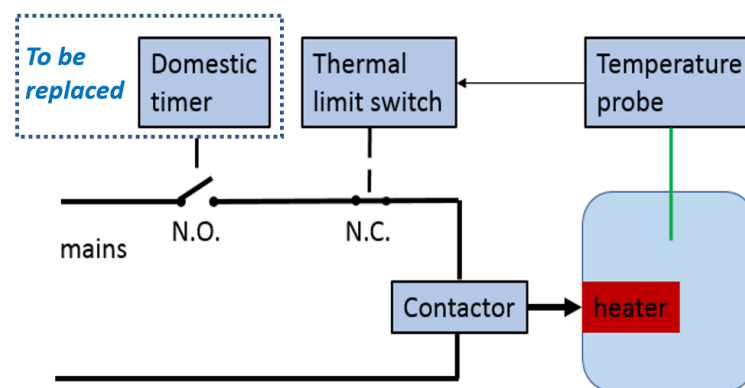 To be
replaced
Domestic
timer
Thermal
limit switch
Temperature
probe
N.O.
N.C.
mains
Contactor
heater